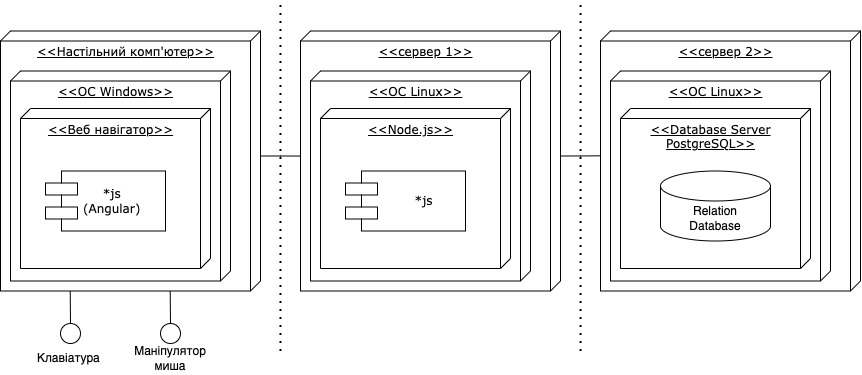 <<Настільний комп'ютер>>
<<ОС Windows>>
<<Веб навігатор>>
*js
(Angular)
Клавіатура
Маніпулятор
миша
<<сервер 1>>
<<ОС Linux>>
<<Node.js>>
*js
<<сервер 2>>
<<ОС Linux>>
<<Database Server
PostgreSQL>>
Relation
Database